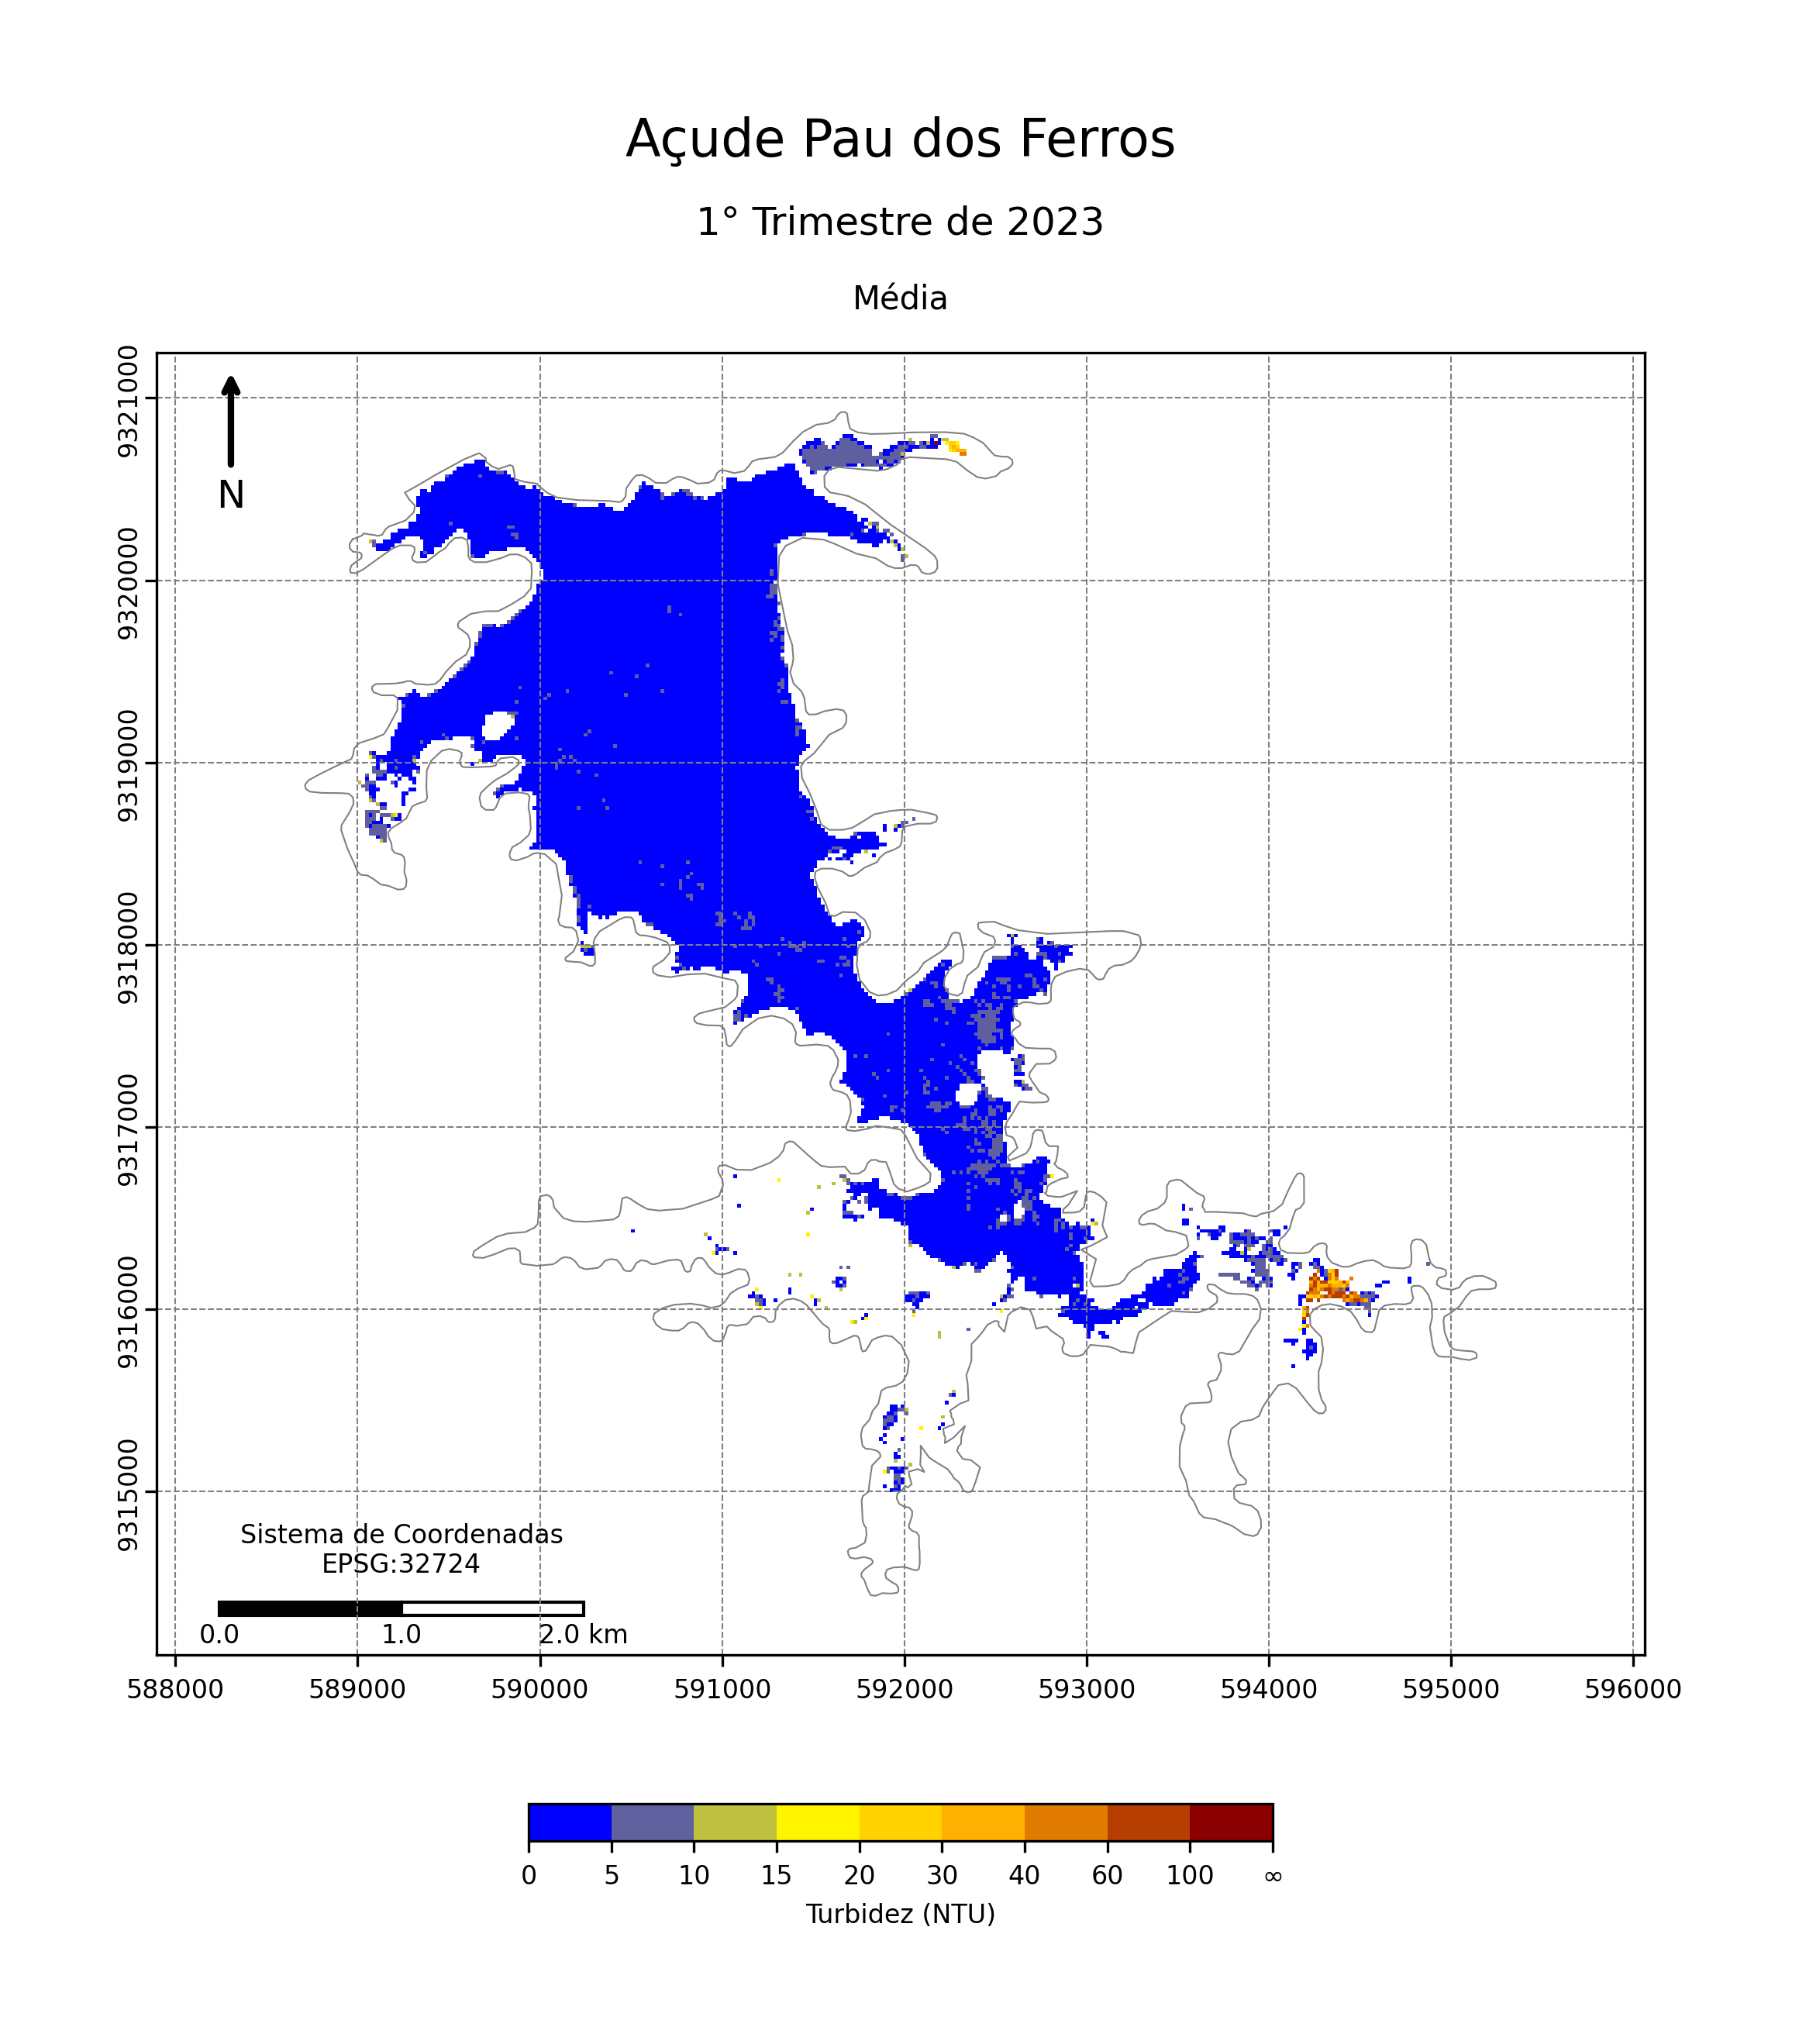 Açude Pau dos Ferros
1° Trimestre de 2023
Média
9321000
9320000
9319000
9318000
9317000
9316000
9315000
N
Sistema de Coordenadas
EPSG:32724
0.0 1.0 2.0 km
588000 589000 590000 591000 592000 593000 594000 595000 596000
0 5 10 15 20 30 40 60 100 ∞
Turbidez (NTU)